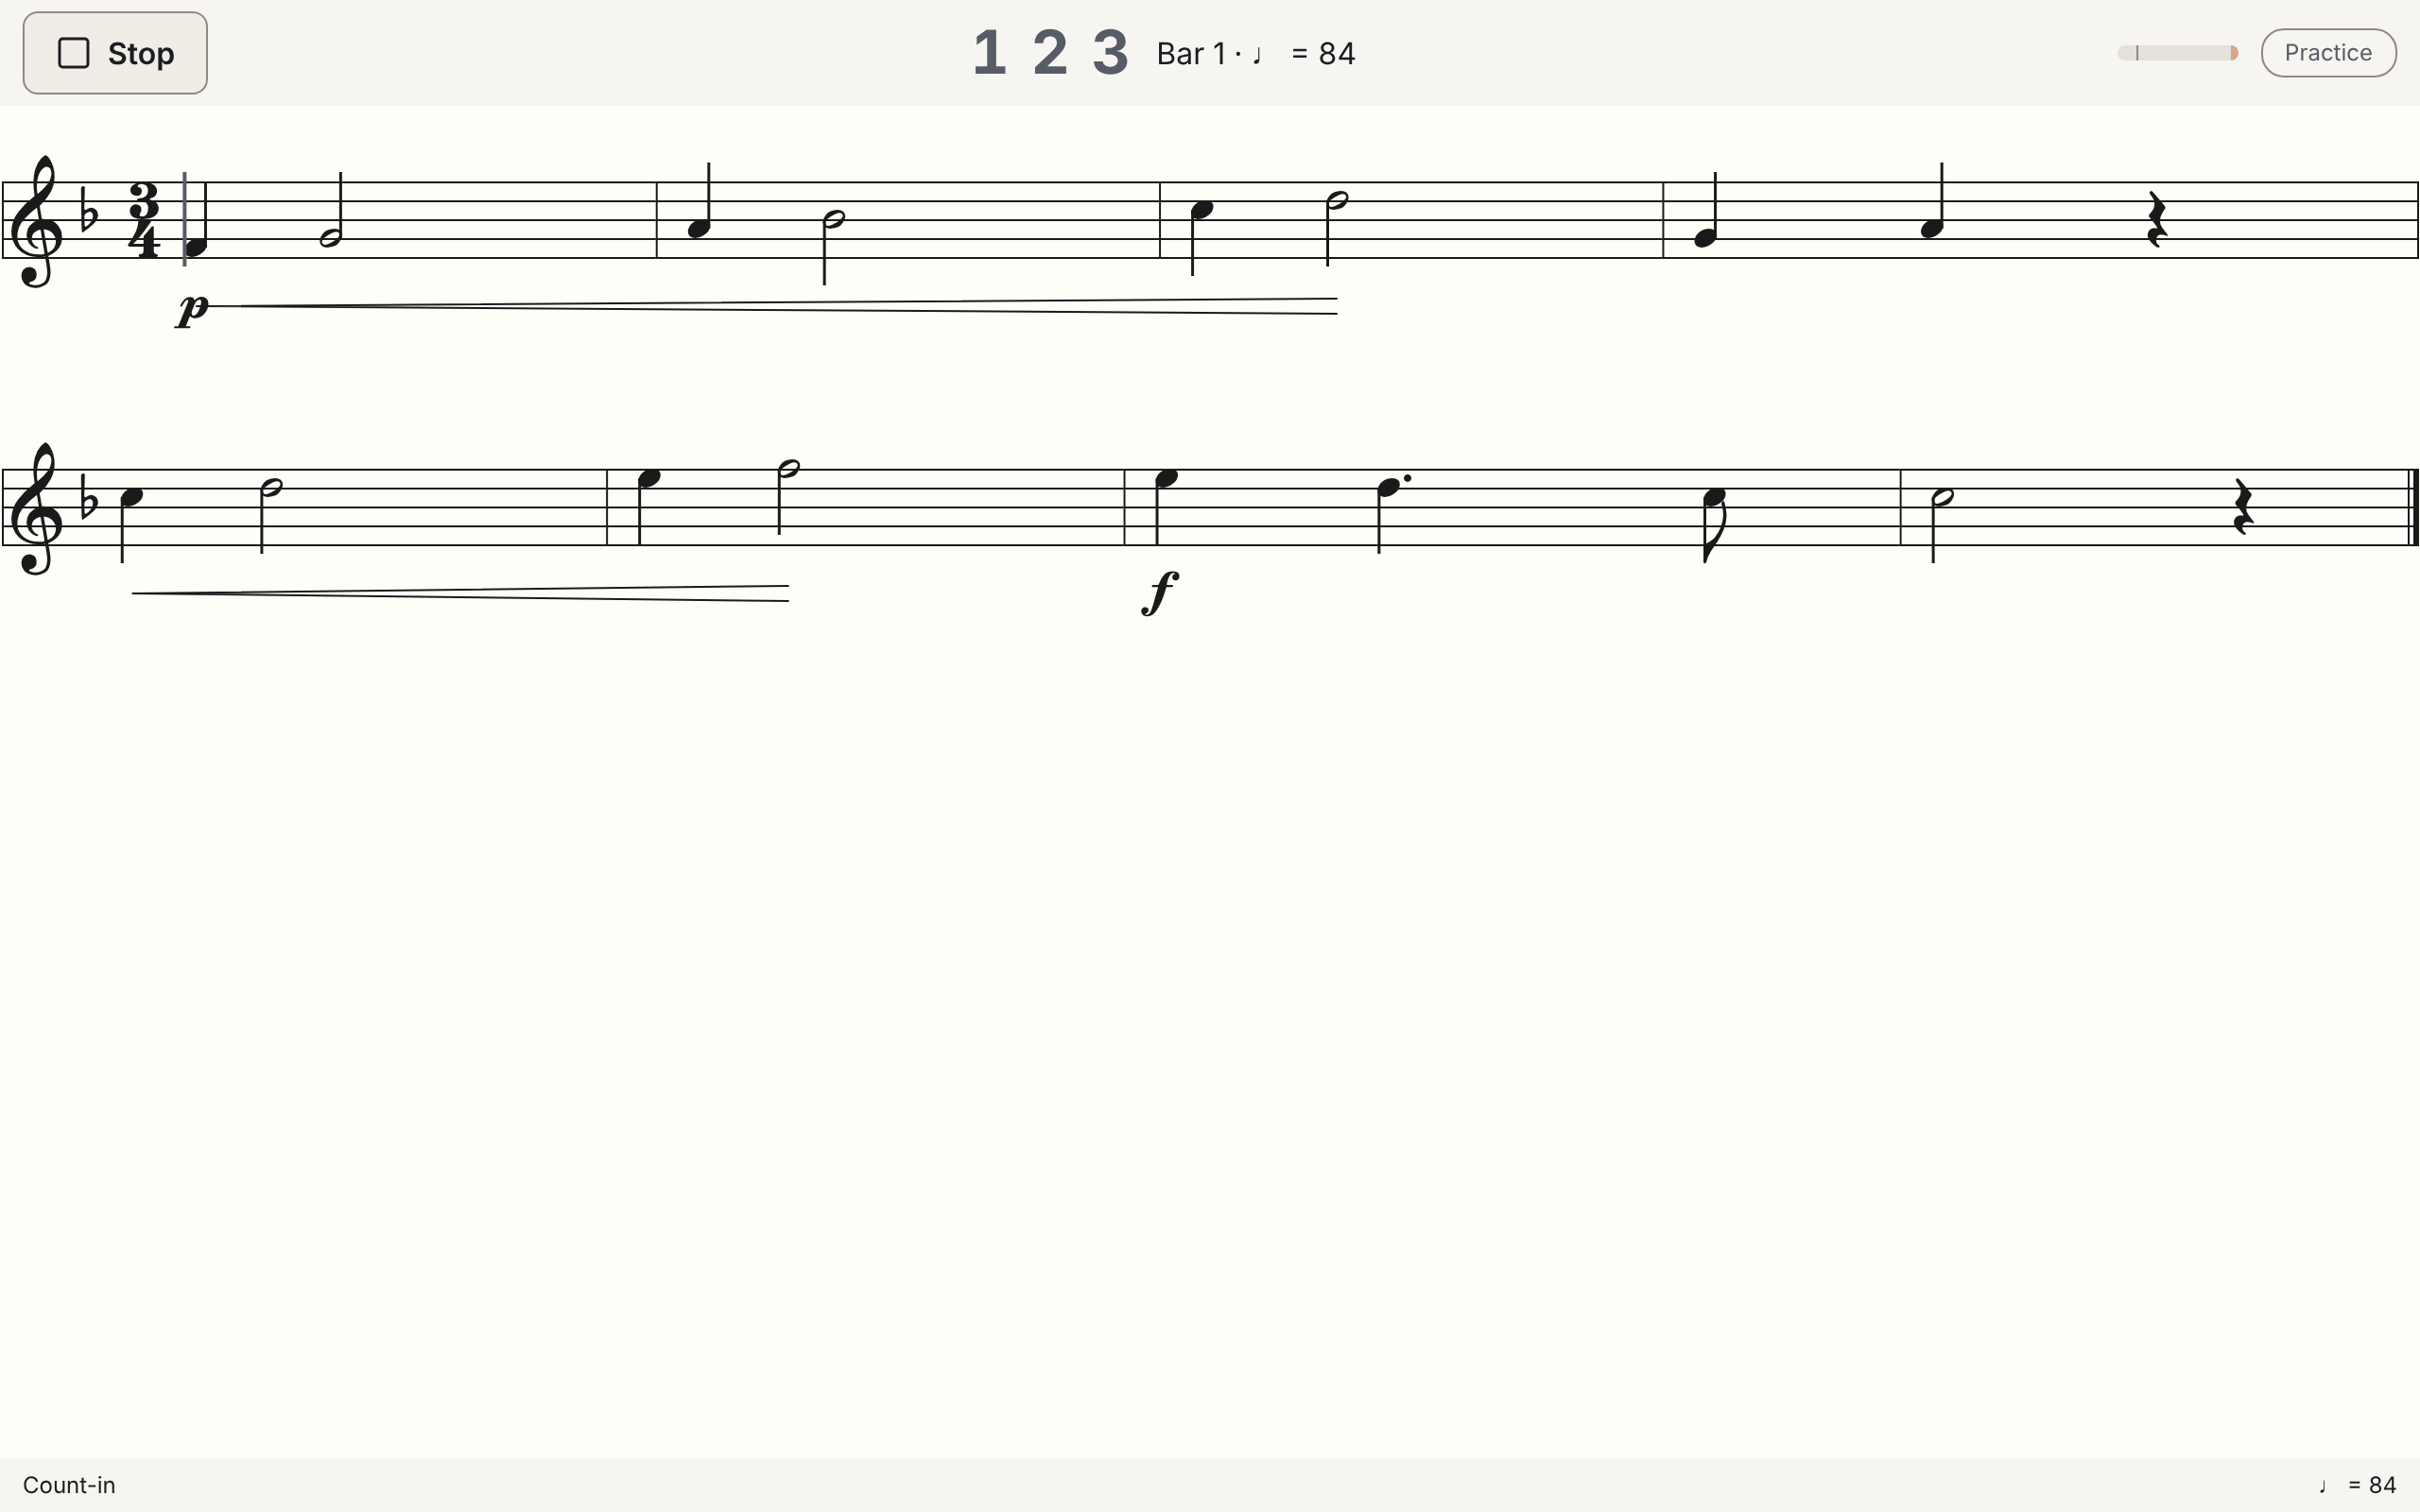 Stop
1 2 3 Bar 1 · ♩ = 84
Practice
3
4
p
f
Count-in
♩ = 84